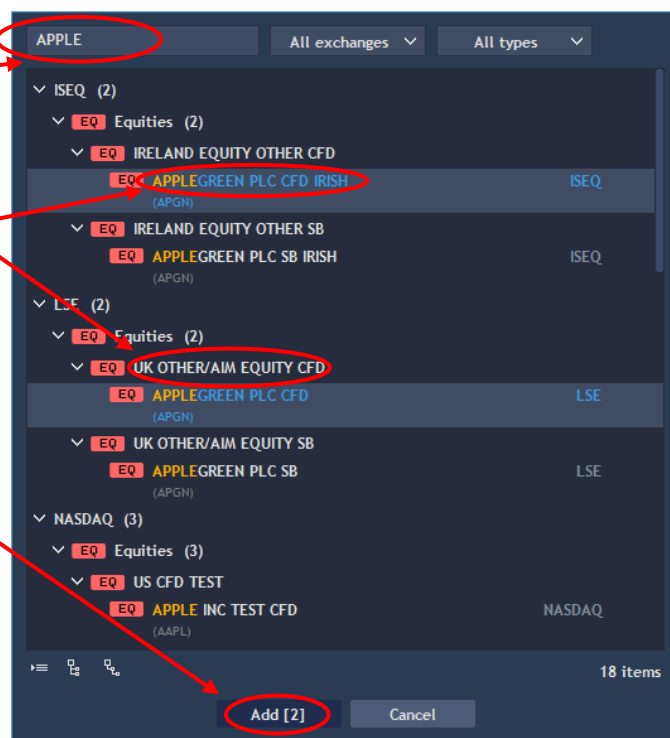 APPLE All exchanges All types
ISEQ (2)
EQ Equities (2)
EQ IRELAND EQUITY OTHER CFD
EQ APPLEGREEN PLC CFD IRISH ISEQ
(APGN)
EQ IRELAND EQUITY OTHER SB
EQ APPLEGREEN PLC SB IRISH ISEQ
(APGN)
LSE (2)
EQ Equities (2)
EQ UK OTHER/AIM EQUITY CFD
EQ APPLEGREEN PLC CFD LSE
(APGN)
EQ UK OTHER/AIM EQUITY SB
EQ APPLEGREEN PLC SB LSE
(APGN)
NASDAQ (3)
EQ Equities (3)
EQ US CFD TEST
EQ APPLE INC TEST CFD NASDAQ
(AAPL)
18 items
Add [2] Cancel